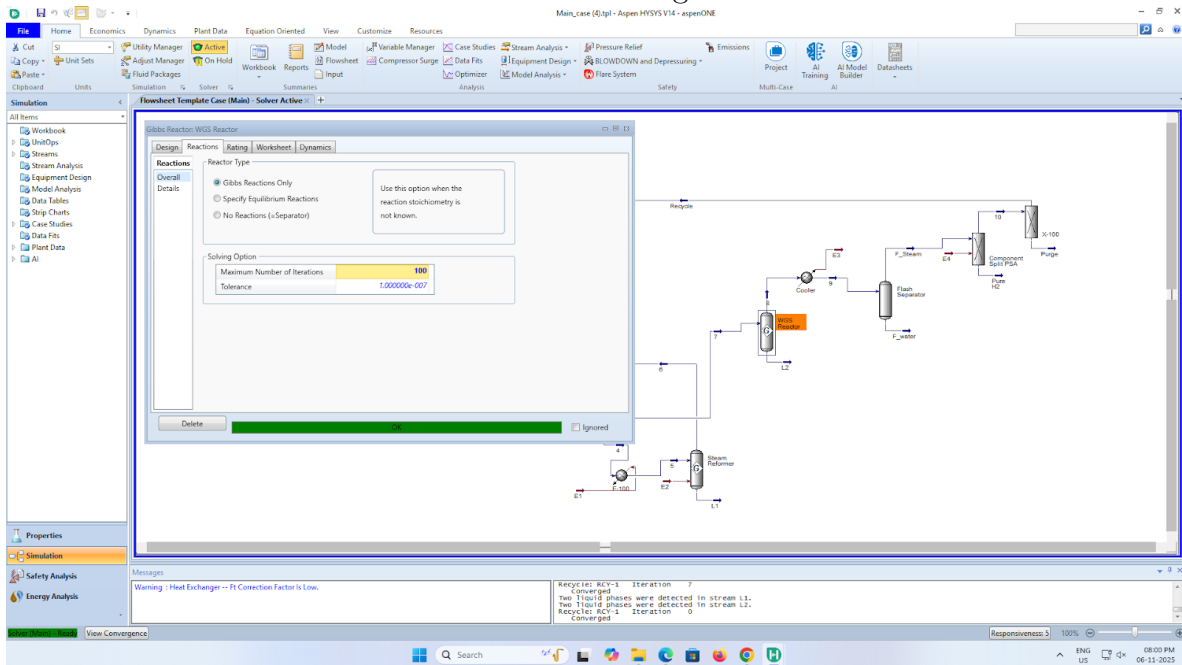 Main_case (4).tpl - Aspen HYSYS V14 - aspenONE
File Home Economics Dynamics Plant Data Equation Oriented View Customize Resources
Cut SI Utility Manager Active Model Variable Manager Case Studies Stream Analysis Pressure Relief Emissions
Copy Unit Sets Adjust Manager On Hold Workbook Reports Flowsheet Compressor Surge Data Fits Equipment Design BLOWDOWN and Depressuring Project AI Training AI Model Builder Datasheets
Paste Fluid Packages Input Optimizer Model Analysis Flare System
Clipboard Units Simulation Solver Summaries Analysis Safety Multi-Case AI
Simulation Flowsheet Template Case (Main) - Solver Active
All Items
Workbook
UnitOps
Streams
Stream Analysis
Equipment Design
Model Analysis
Data Tables
Strip Charts
Case Studies
Data Fits
Plant Data
AI
Properties
Simulation
Safety Analysis
Energy Analysis
Gibbs Reactor: WGS Reactor
Design Reactions Rating Worksheet Dynamics
Reactions
Overall
Details
Reactor Type
Gibbs Reactions Only
Specify Equilibrium Reactions
No Reactions (=Separator)
Use this option when the
reaction stoichiometry is
not known.
Solving Option
Maximum Number of Iterations 100
Tolerance 1.000000e-007
Delete OK Ignored
Recycle
10
X-100
Purge
E3
F_Steam
E4
Component
Split PSA
Pure
H2
Cooler
9
Flash
Separator
F_water
8
WGS
Reactor
7
L2
6
4
5
Steam
Reformer
E-100
E2
E1
L1
Messages
Warning : Heat Exchanger -- Ft Correction Factor Is Low.
Recycle: RCY-1 Iteration 7
Converged
Two liquid phases were detected in stream L1.
Two liquid phases were detected in stream L2.
Recycle: RCY-1 Iteration 0
Converged
Solver (Main) - Ready View Convergence Responsiveness: 5 100%
Search
ENG
US
08:00 PM
06-11-2025